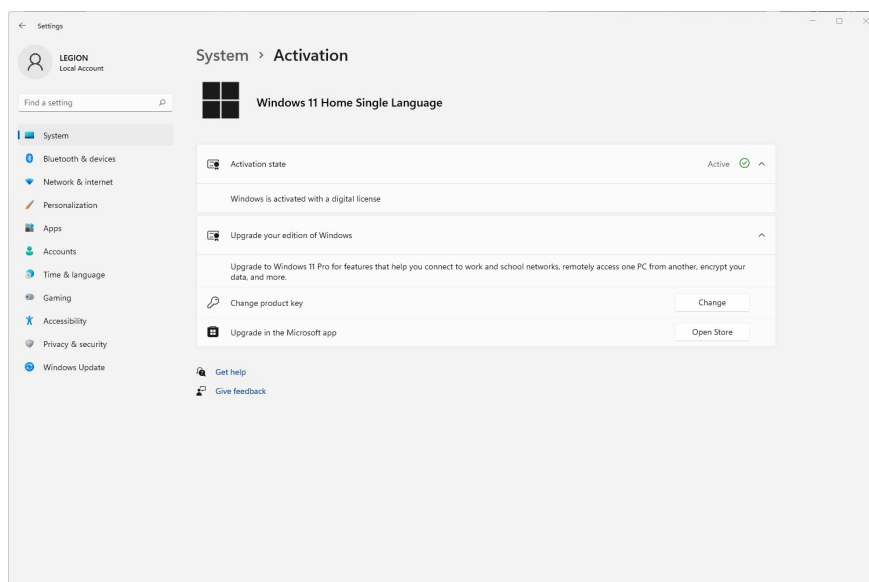 Settings
LEGION
Local Account
Find a setting
System
Bluetooth & devices
Network & internet
Personalization
Apps
Accounts
Time & language
Gaming
Accessibility
Privacy & security
Windows Update
System > Activation
Windows 11 Home Single Language
Activation state
Active
Windows is activated with a digital license
Upgrade your edition of Windows
Upgrade to Windows 11 Pro for features that help you connect to work and school networks, remotely access one PC from another, encrypt your
data, and more.
Change product key
Change
Upgrade in the Microsoft app
Open Store
Get help
Give feedback